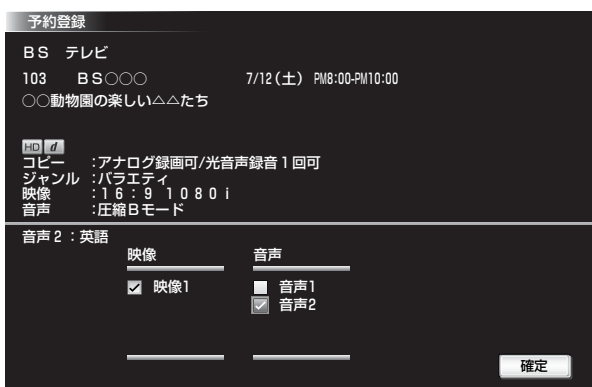 予約登録
BS テレビ
103 BS○○○ 7/12(土) PM8:00-PM10:00
○○動物園の楽しい△△たち
HD d
コピー :アナログ録画可/光音声録音1回可
ジャンル :バラエティ
映像 :16:9 1080i
音声 :圧縮Bモード
音声2:英語
映像 音声
映像1 音声1
音声2
確定